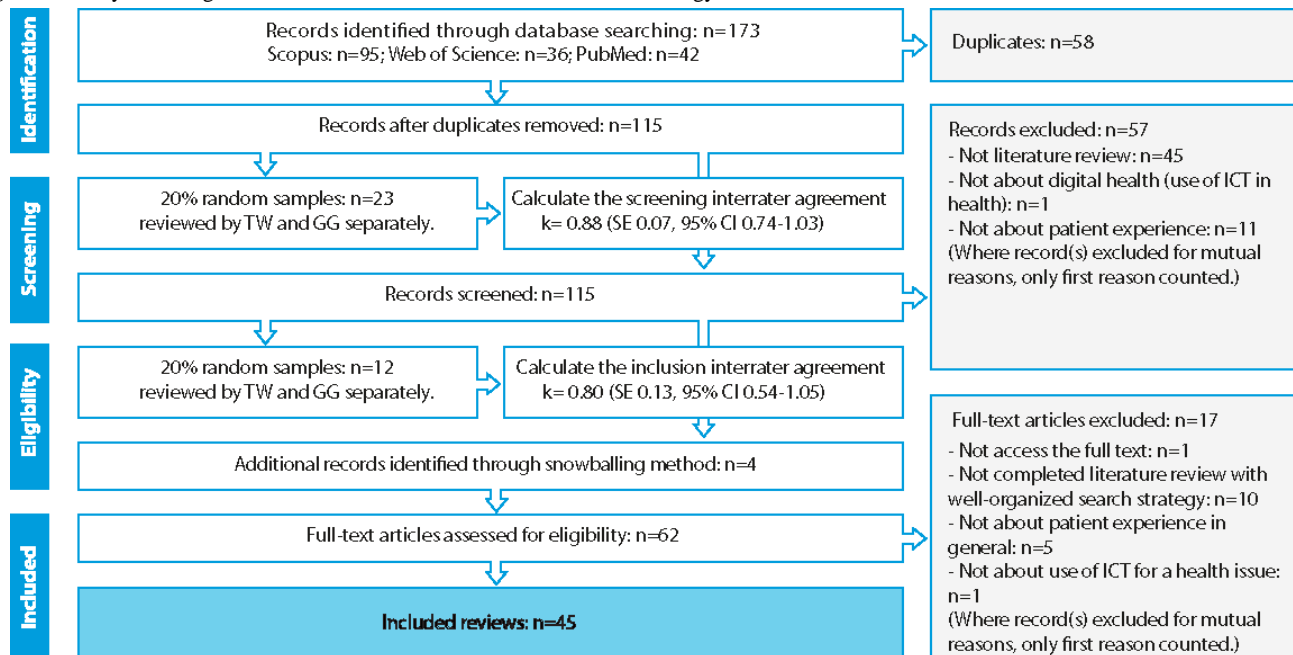 Identification
Records identified through database searching: n=173
Scopus: n=95; Web of Science: n=36; PubMed: n=42
Duplicates: n=58
Records after duplicates removed: n=115
Records excluded: n=57
- Not literature review: n=45
- Not about digital health (use of ICT in
health): n=1
- Not about patient experience: n=11
(Where record(s) excluded for mutual
reasons, only first reason counted.)
Screening
20% random samples: n=23
reviewed by TW and GG separately.
Calculate the screening interrater agreement
k= 0.88 (SE 0.07, 95% CI 0.74-1.03)
Records screened: n=115
Eligibility
20% random samples: n=12
reviewed by TW and GG separately.
Calculate the inclusion interrater agreement
k= 0.80 (SE 0.13, 95% CI 0.54-1.05)
Additional records identified through snowballing method: n=4
Full-text articles excluded: n=17
- Not access the full text: n=1
- Not completed literature review with
well-organized search strategy: n=10
- Not about patient experience in
general: n=5
- Not about use of ICT for a health issue:
n=1
(Where record(s) excluded for mutual
reasons, only first reason counted.)
Included
Full-text articles assessed for eligibility: n=62
Included reviews: n=45